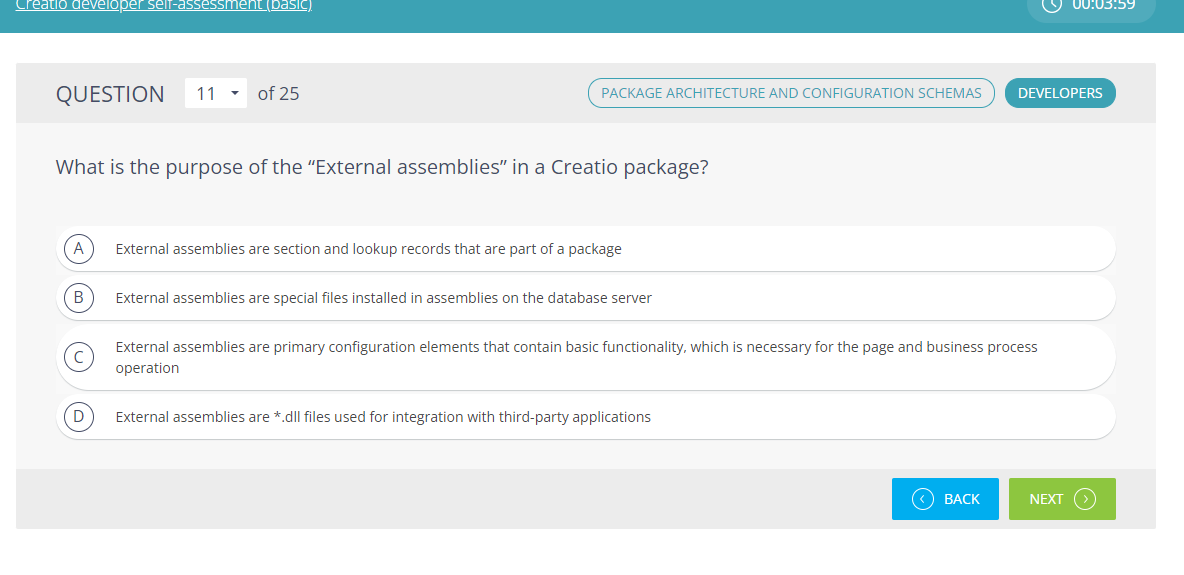 Creatio developer self-assessment (basic)
00:03:59
QUESTION 11 of 25
PACKAGE ARCHITECTURE AND CONFIGURATION SCHEMAS
DEVELOPERS
What is the purpose of the “External assemblies” in a Creatio package?
A External assemblies are section and lookup records that are part of a package
B External assemblies are special files installed in assemblies on the database server
C External assemblies are primary configuration elements that contain basic functionality, which is necessary for the page and business process
operation
D External assemblies are *.dll files used for integration with third-party applications
BACK
NEXT